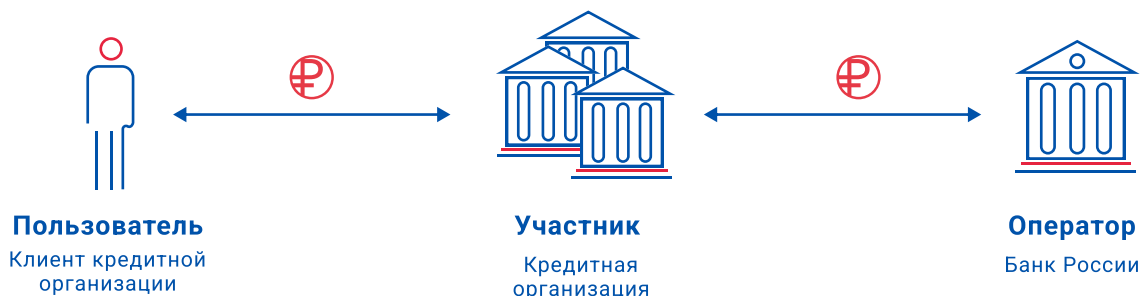 Пользователь
Клиент кредитной
организации
Участник
Кредитная
организация
Оператор
Банк России